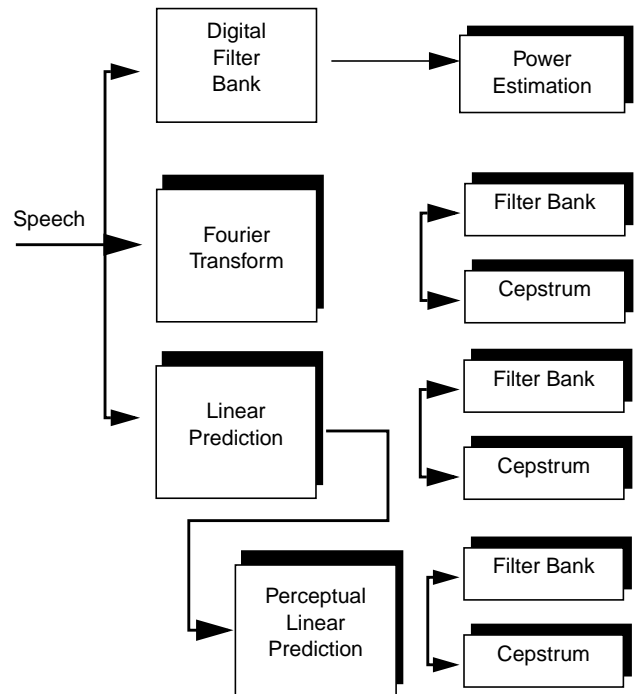 Digital
Filter
Bank
Power
Estimation
Speech
Fourier
Transform
Filter Bank
Cepstrum
Linear
Prediction
Filter Bank
Cepstrum
Perceptual
Linear
Prediction
Filter Bank
Cepstrum